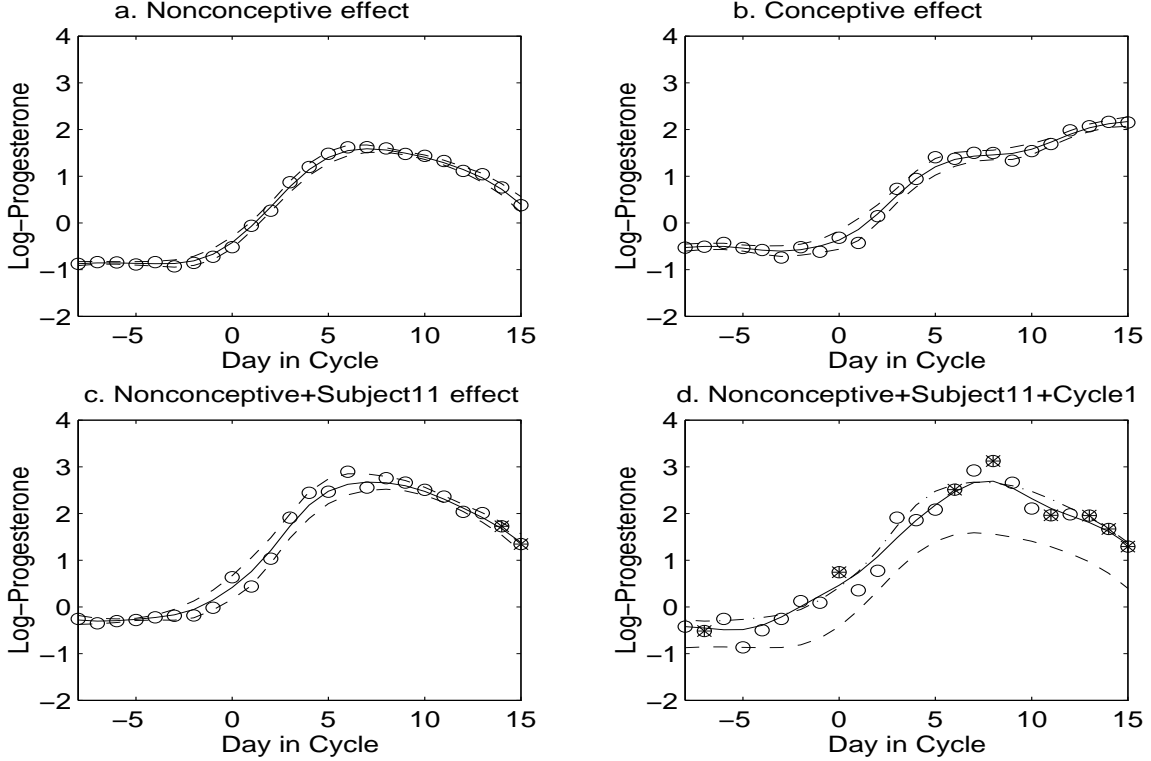 a. Nonconceptive effect
4
3
2
1
0
−1
−2
Log−Progesterone
−5 0 5 10 15
Day in Cycle
b. Conceptive effect
4
3
2
1
0
−1
−2
Log−Progesterone
−5 0 5 10 15
Day in Cycle
c. Nonconceptive+Subject11 effect
4
3
2
1
0
−1
−2
Log−Progesterone
−5 0 5 10 15
Day in Cycle
d. Nonconceptive+Subject11+Cycle1
4
3
2
1
0
−1
−2
Log−Progesterone
−5 0 5 10 15
Day in Cycle